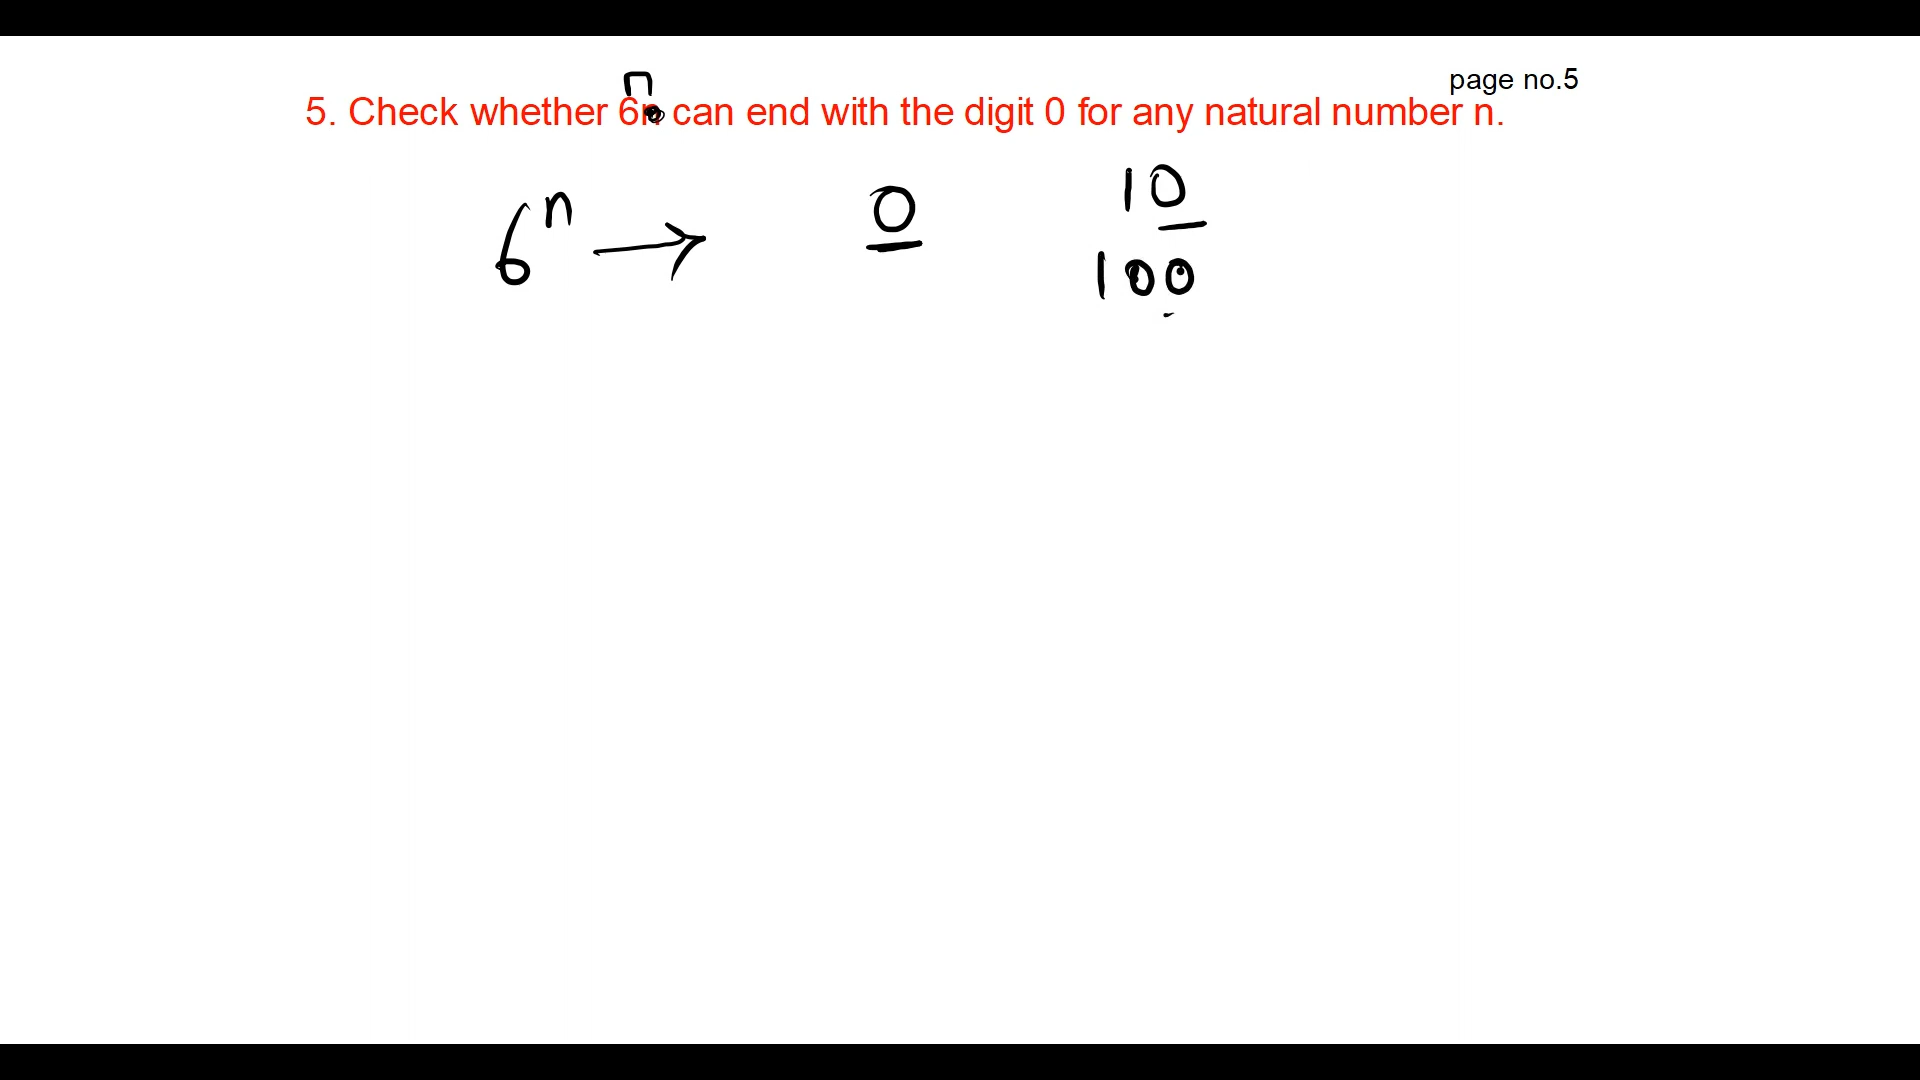 page no.5
5. Check whether 6n can end with the digit 0 for any natural number n.
n
6^n → 0
10
100